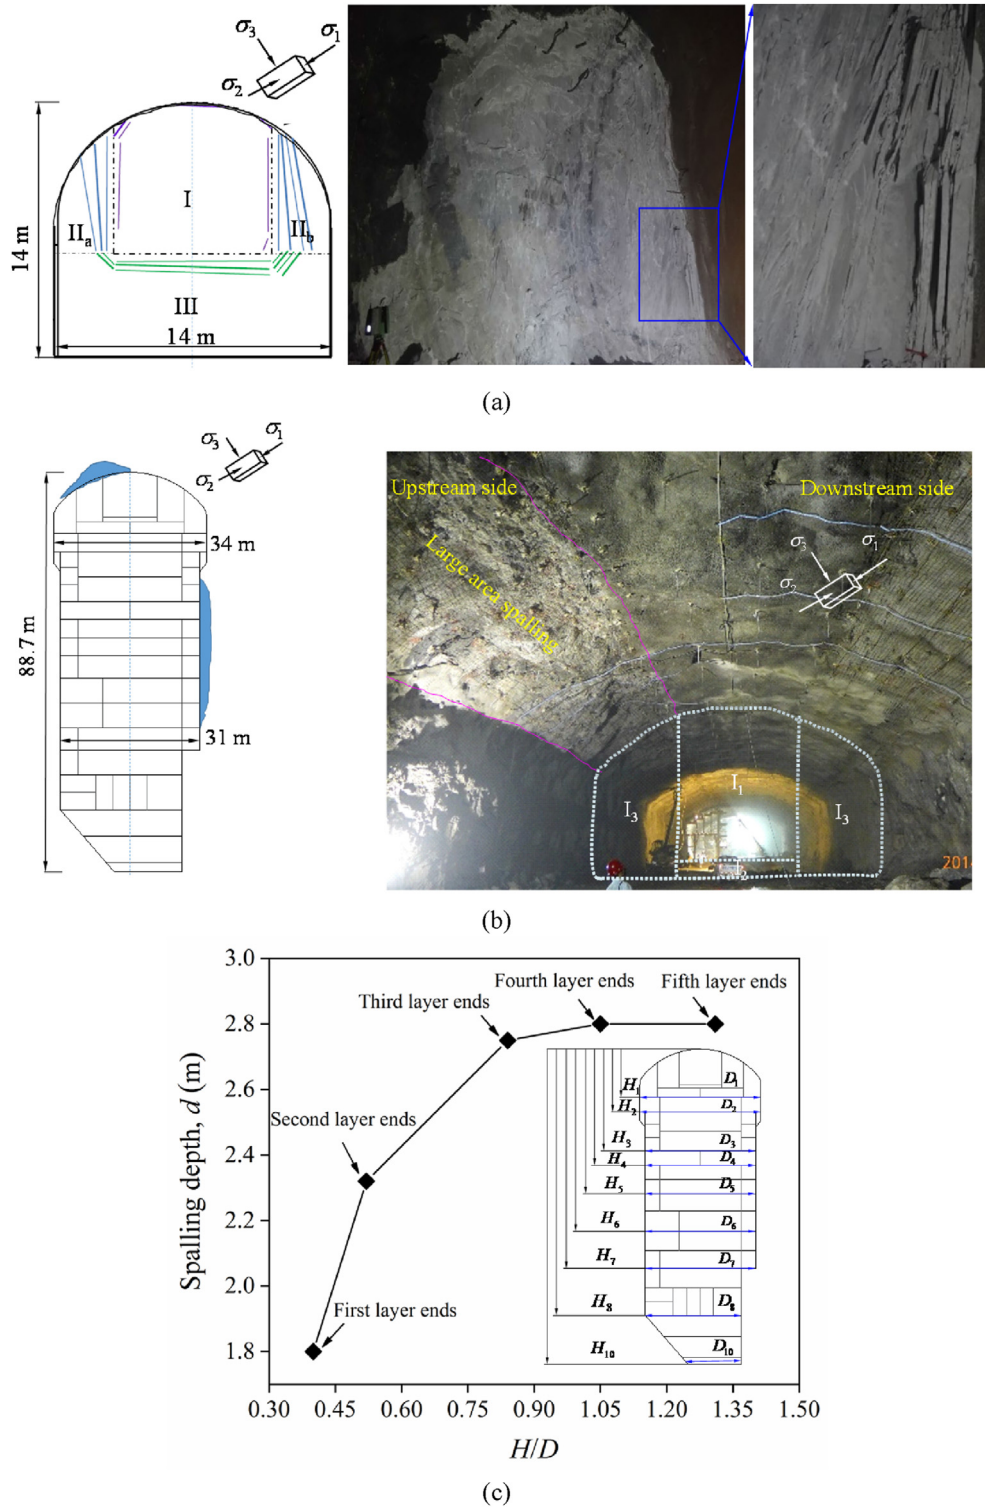 σ₃
σ₁
σ₂
I
IIₐ
II_b
III
14 m
14 m
(a)
σ₃
σ₁
σ₂
34 m
88.7 m
31 m
Upstream side
Downstream side
Large area spalling
σ₃
σ₁
σ₂
I₁
I₃
I₃
2014
(b)
3.0
2.8
2.6
2.4
2.2
2.0
1.8
Spalling depth, d (m)
Third layer ends
Fourth layer ends
Fifth layer ends
Second layer ends
First layer ends
H₁
D₁
H₂
D₂
H₃
D₃
H₄
D₄
H₅
D₅
H₆
D₆
H₇
D₇
H₈
D₈
H₁₀
D₁₀
0.30 0.45 0.60 0.75 0.90 1.05 1.20 1.35 1.50
H/D
(c)